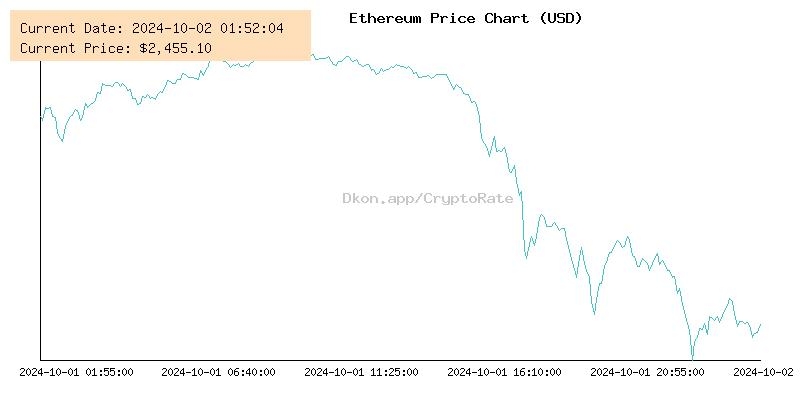 Ethereum Price Chart (USD)
Current Date: 2024-10-02 01:52:04
Current Price: $2,455.10
Dkon.app/CryptoRate
2024-10-01 01:55:00 2024-10-01 06:40:00 2024-10-01 11:25:00 2024-10-01 16:10:00 2024-10-01 20:55:00 2024-10-02